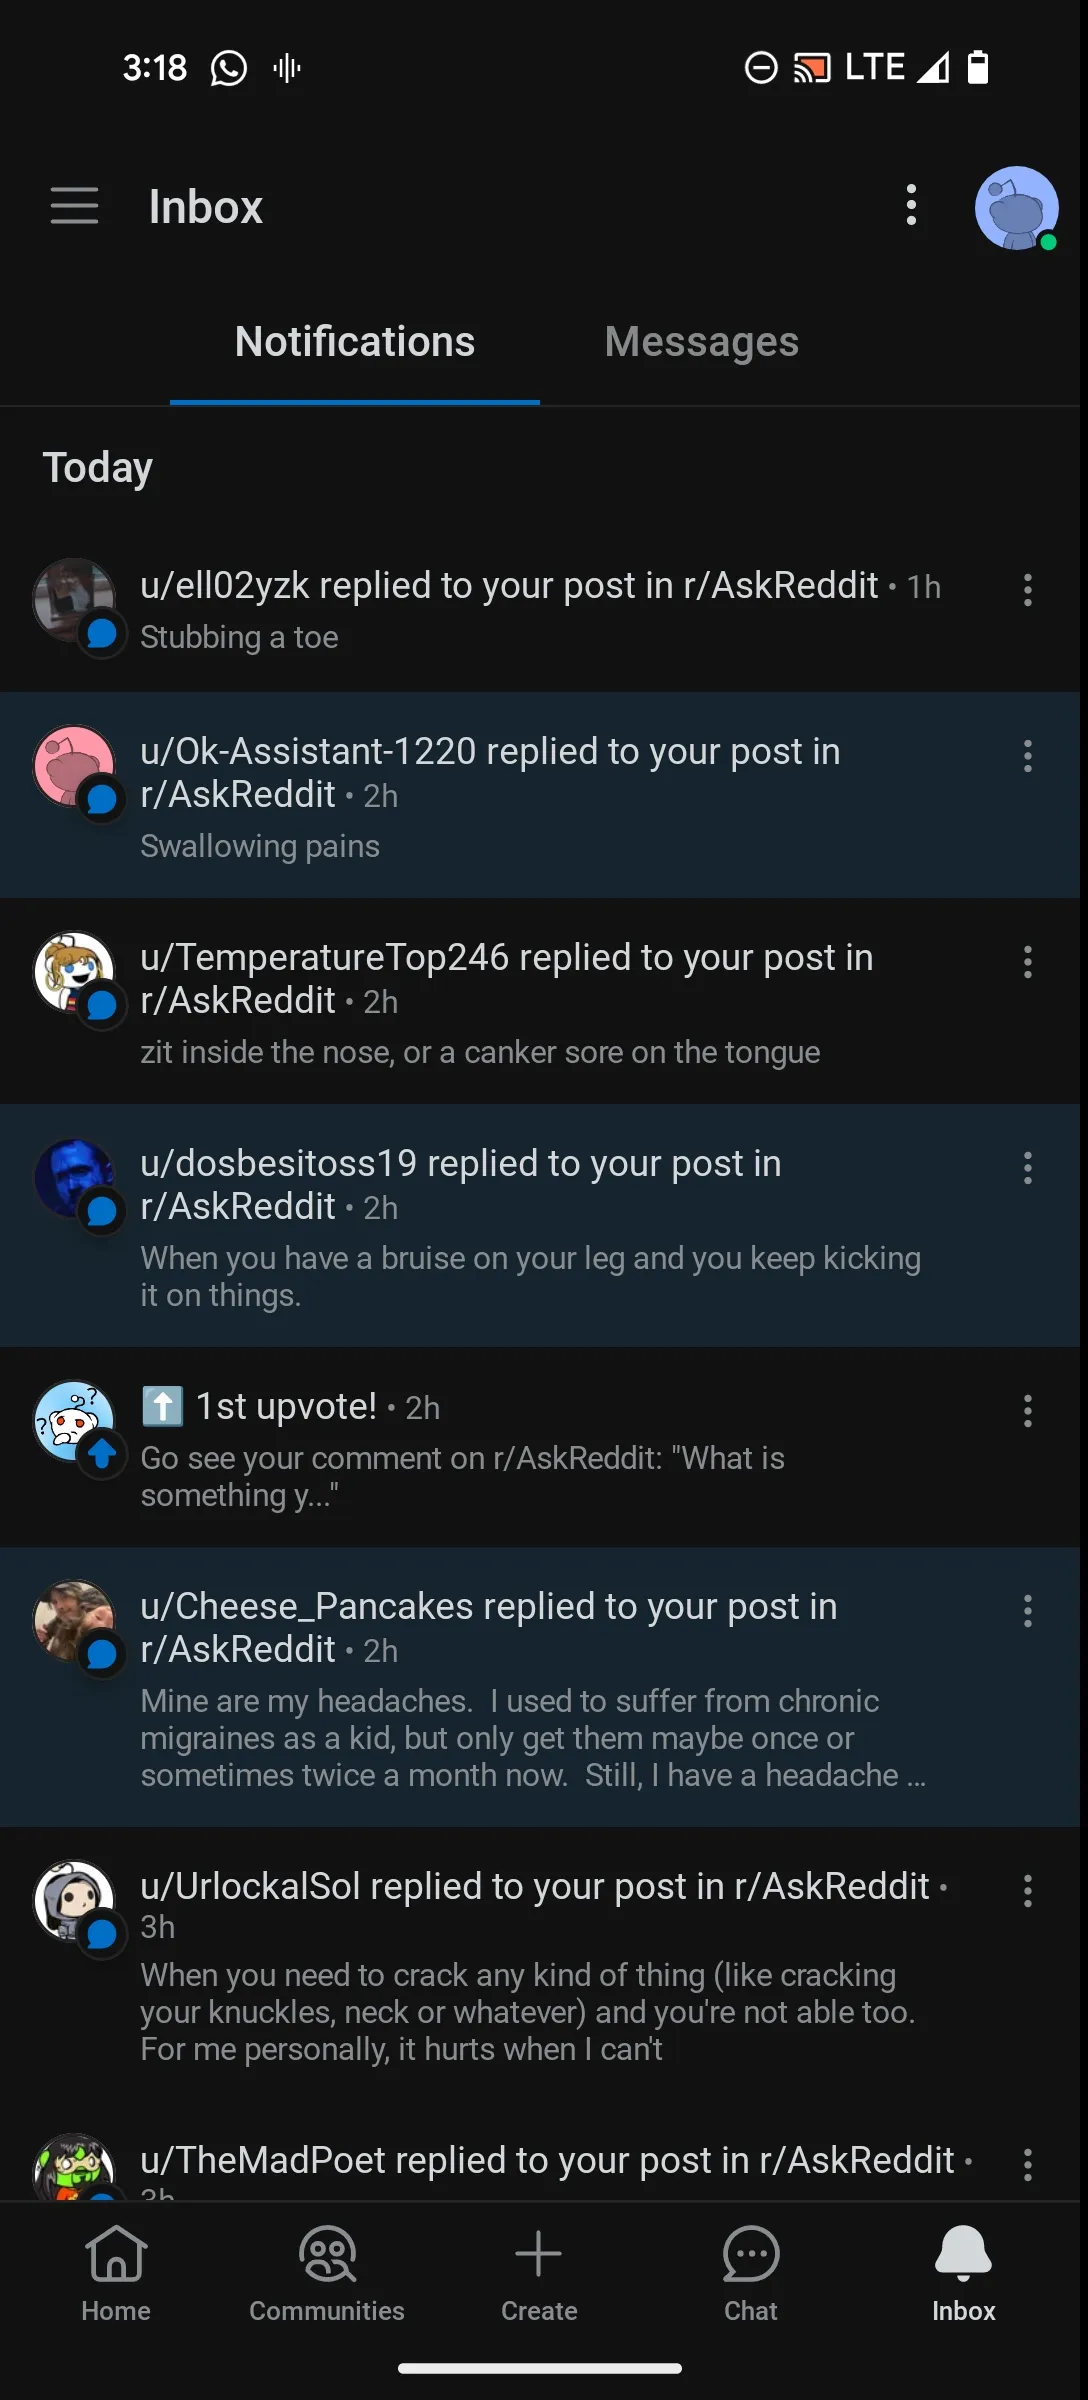 3:18
LTE
Inbox
Notifications
Messages
Today
u/ell02yzk replied to your post in r/AskReddit • 1h
Stubbing a toe
u/Ok-Assistant-1220 replied to your post in
r/AskReddit • 2h
Swallowing pains
u/TemperatureTop246 replied to your post in
r/AskReddit • 2h
zit inside the nose, or a canker sore on the tongue
u/dosbesitoss19 replied to your post in
r/AskReddit • 2h
When you have a bruise on your leg and you keep kicking
it on things.
⬆️ 1st upvote! • 2h
Go see your comment on r/AskReddit: "What is
something y..."
u/Cheese_Pancakes replied to your post in
r/AskReddit • 2h
Mine are my headaches.  I used to suffer from chronic
migraines as a kid, but only get them maybe once or
sometimes twice a month now.  Still, I have a headache ...
u/UrlockalSol replied to your post in r/AskReddit •
3h
When you need to crack any kind of thing (like cracking
your knuckles, neck or whatever) and you're not able too.
For me personally, it hurts when I can't
u/TheMadPoet replied to your post in r/AskReddit •
3h
Home
Communities
Create
Chat
Inbox